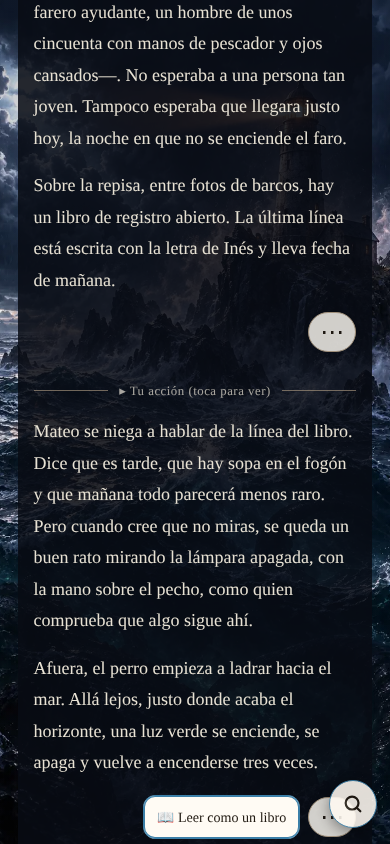 farero ayudante, un hombre de unos
cincuenta con manos de pescador y ojos
cansados—. No esperaba a una persona tan
joven. Tampoco esperaba que llegara justo
hoy, la noche en que no se enciende el faro.
Sobre la repisa, entre fotos de barcos, hay
un libro de registro abierto. La última línea
está escrita con la letra de Inés y lleva fecha
de mañana.
▸ Tu acción (toca para ver)
Mateo se niega a hablar de la línea del libro.
Dice que es tarde, que hay sopa en el fogón
y que mañana todo parecerá menos raro.
Pero cuando cree que no miras, se queda un
buen rato mirando la lámpara apagada, con
la mano sobre el pecho, como quien
comprueba que algo sigue ahí.
Afuera, el perro empieza a ladrar hacia el
mar. Allá lejos, justo donde acaba el
horizonte, una luz verde se enciende, se
apaga y vuelve a encenderse tres veces.
📖 Leer como un libro